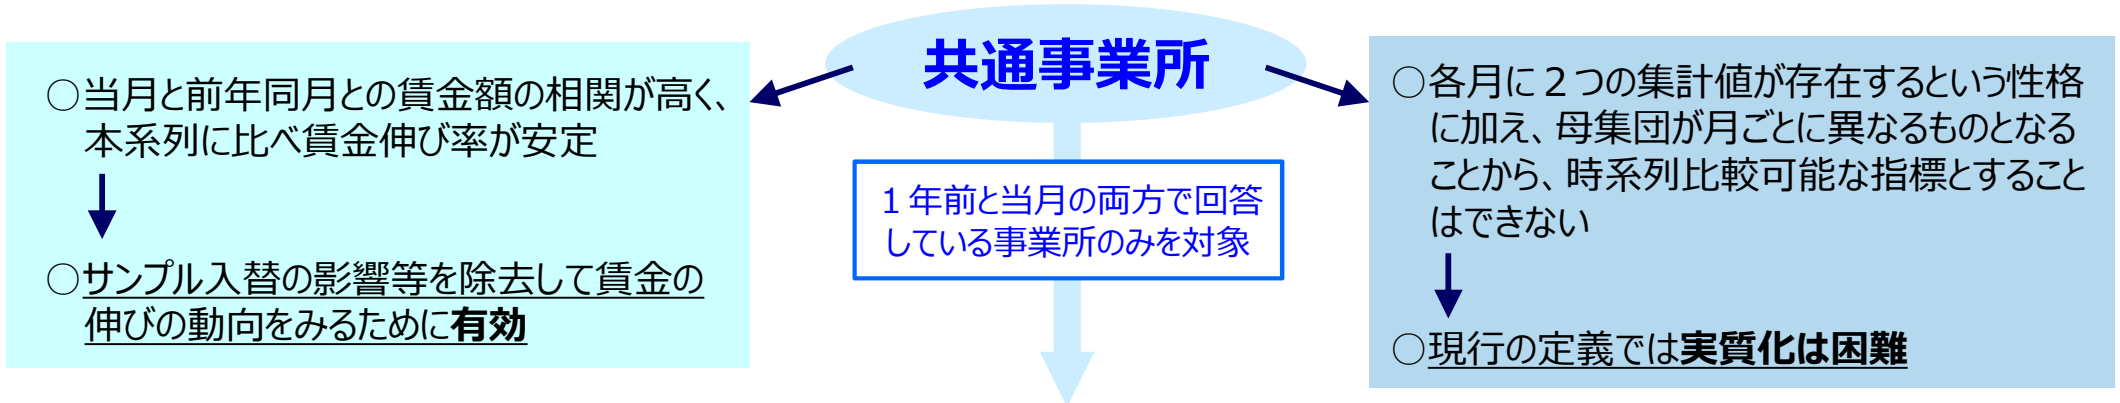 共通事業所
○当月と前年同月との賃金額の相関が高く、
本系列に比べ賃金伸び率が安定
○サンプル入替の影響等を除去して賃金の
伸びの動向をみるために有効
１年前と当月の両方で回答
している事業所のみを対象
○各月に２つの集計値が存在するという性格
に加え、母集団が月ごとに異なるものとなる
ことから、時系列比較可能な指標とすること
はできない
○現行の定義では実質化は困難